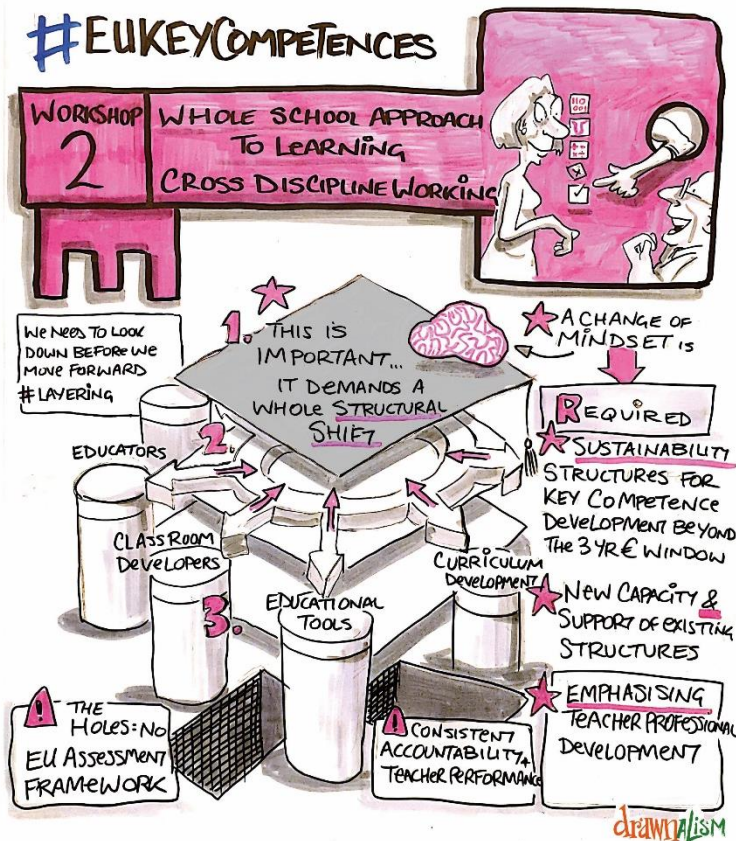 #EUKEYCOMPETENCES
WORKSHOP
2
WHOLE SCHOOL APPROACH
TO LEARNING
CROSS DISCIPLINE WORKING
WE NEED TO LOOK
DOWN BEFORE WE
MOVE FORWARD
#LAYERING
1. THIS IS
IMPORTANT...
IT DEMANDS A
WHOLE STRUCTURAL
SHIFT
A CHANGE OF
MINDSET IS
REQUIRED
SUSTAINABILITY
STRUCTURES FOR
KEY COMPETENCE
DEVELOPMENT BEYOND
THE 3 YR € WINDOW
NEW CAPACITY &
SUPPORT OF EXISTING
STRUCTURES
EMPHASISING
TEACHER PROFESSIONAL
DEVELOPMENT
2.
EDUCATORS
CLASSROOM
DEVELOPERS
3.
EDUCATIONAL
TOOLS
CURRICULUM
DEVELOPMENT
! THE
HOLES: NO
EU ASSESSMENT
FRAMEWORK
! CONSISTENT
ACCOUNTABILITY +
TEACHER PERFORMANCE
drawnalism